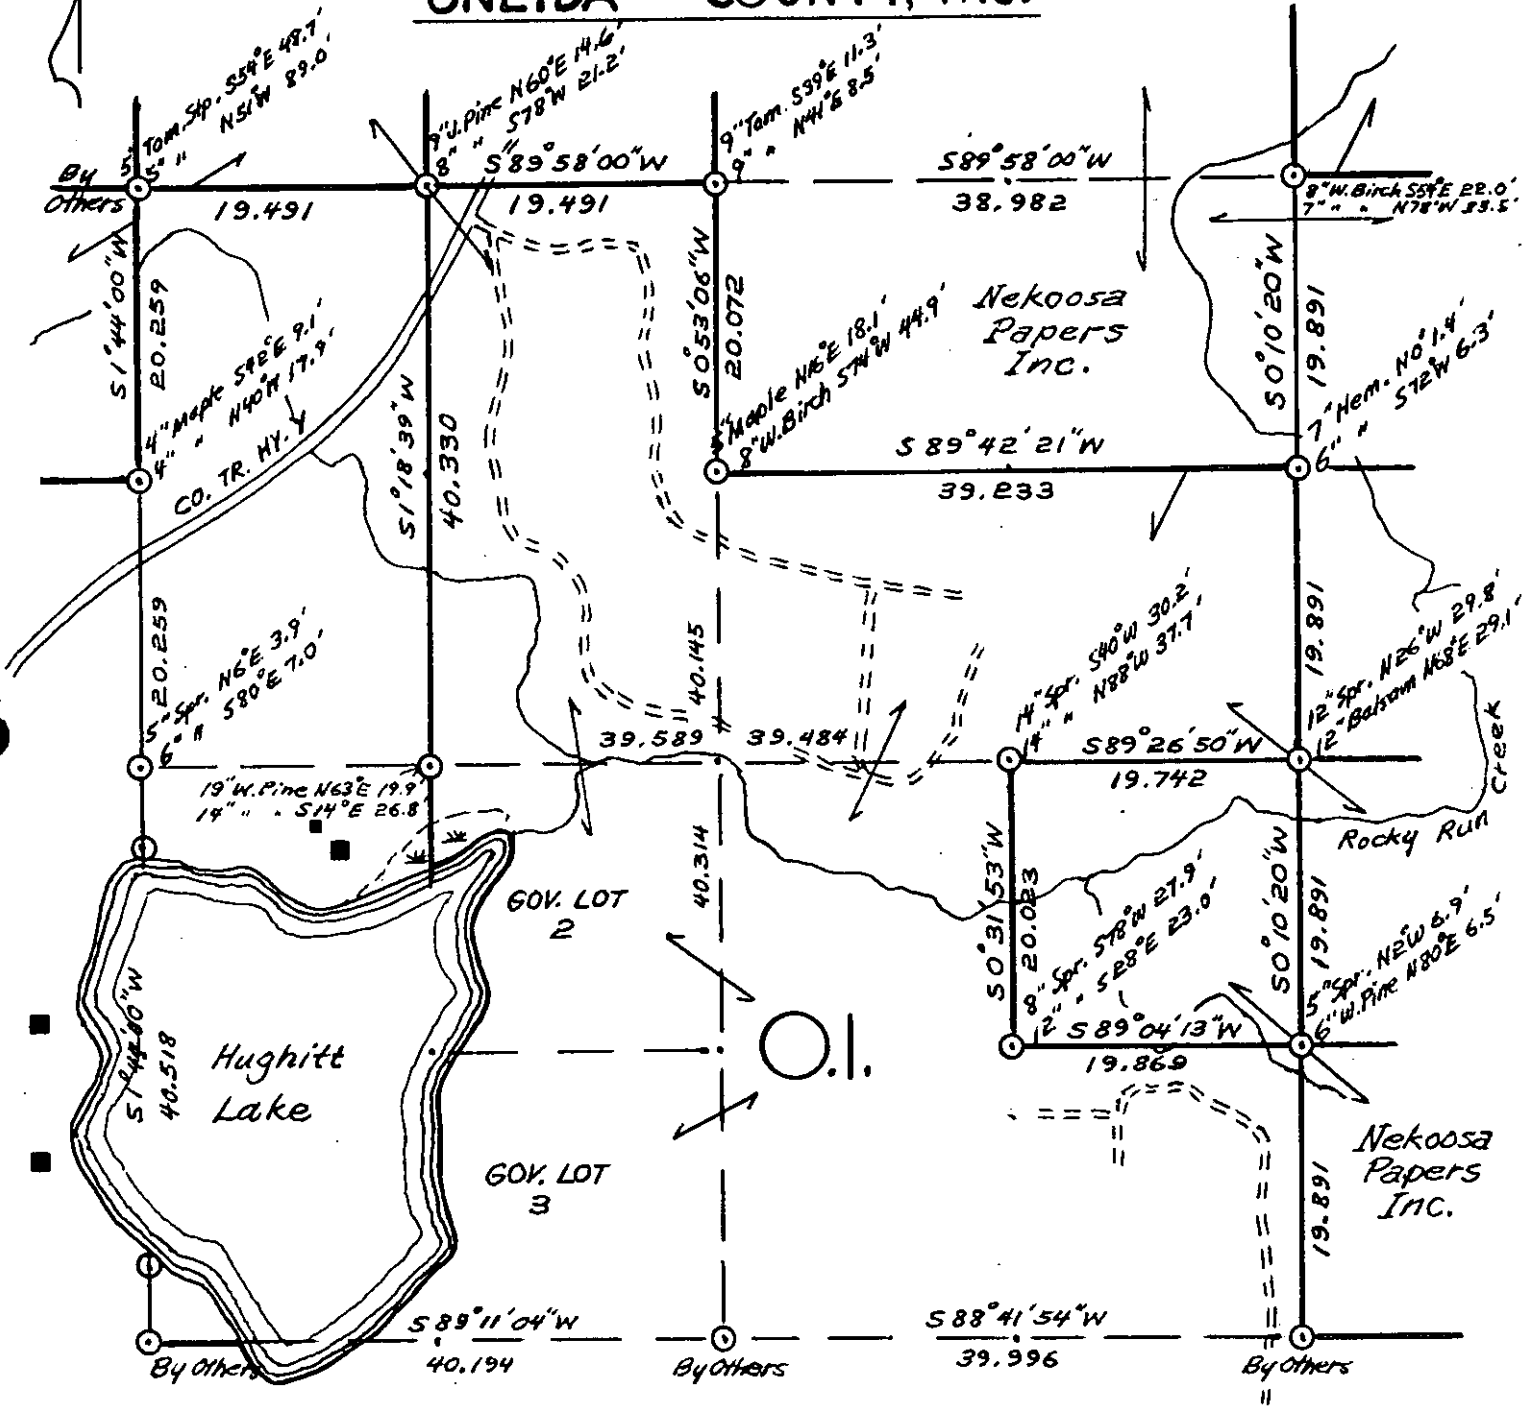 ONEIDA COUNTY, WIS.
5" Tam. Stp. S54°E 48.7'
5" " N51°W 89.0'
9" J. Pine N60°E 14.6'
8" " S78°W 21.2'
9" Tam. S39°E 11.3'
9" " N41°E 8.5'
By
Others
S 89°58'00" W
19.491
19.491
S89°58'00"W
38.982
8" W. Birch S54°E 22.0'
7" " " N78°W 33.5'
S1°44'00"W
20.259
S0°53'06"W
20.072
Nekoosa
Papers
Inc.
S0°10'20"W
19.891
4" Maple S42°E 9.1'
4" " N40°W 17.9'
CO. TR. HY. Y
S1°18'39"W
40.330
Maple N16°E 18.1'
8" W. Birch S74°W 44.9'
7" Hem. N0° 1.4'
6" " S72°W 6.3'
S 89°42'21"W
39.233
20.259
5" Spr. N6°E 3.9'
6" " S80°E 7.0'
40.145
14" Spr. S40°W 30.2'
14" " N88°W 37.7'
19.891
12" Spr. N26°W 29.8'
12" Balsam N68°E 29.1'
39.589
39.484
S89°26'50"W
19.742
19" W. Pine N63°E 19.9'
14" " " S14°E 26.8'
Rocky Run Creek
GOV. LOT
2
40.314
S0°31'53"W
20.023
S0°10'20"W
19.891
8" Spr. S78°W 27.9'
12" " S28°E 23.0'
5" Spr. N2°W 6.9'
6" W. Pine N80°E 6.5'
S 89°04'13"W
19.869
S1°44'00"W
40.518
Hughitt
Lake
O.I.
GOV. LOT
3
Nekoosa
Papers
Inc.
19.891
S 89°11'04"W
40.194
S 88°41'54"W
39.996
By Others
By Others
By Others